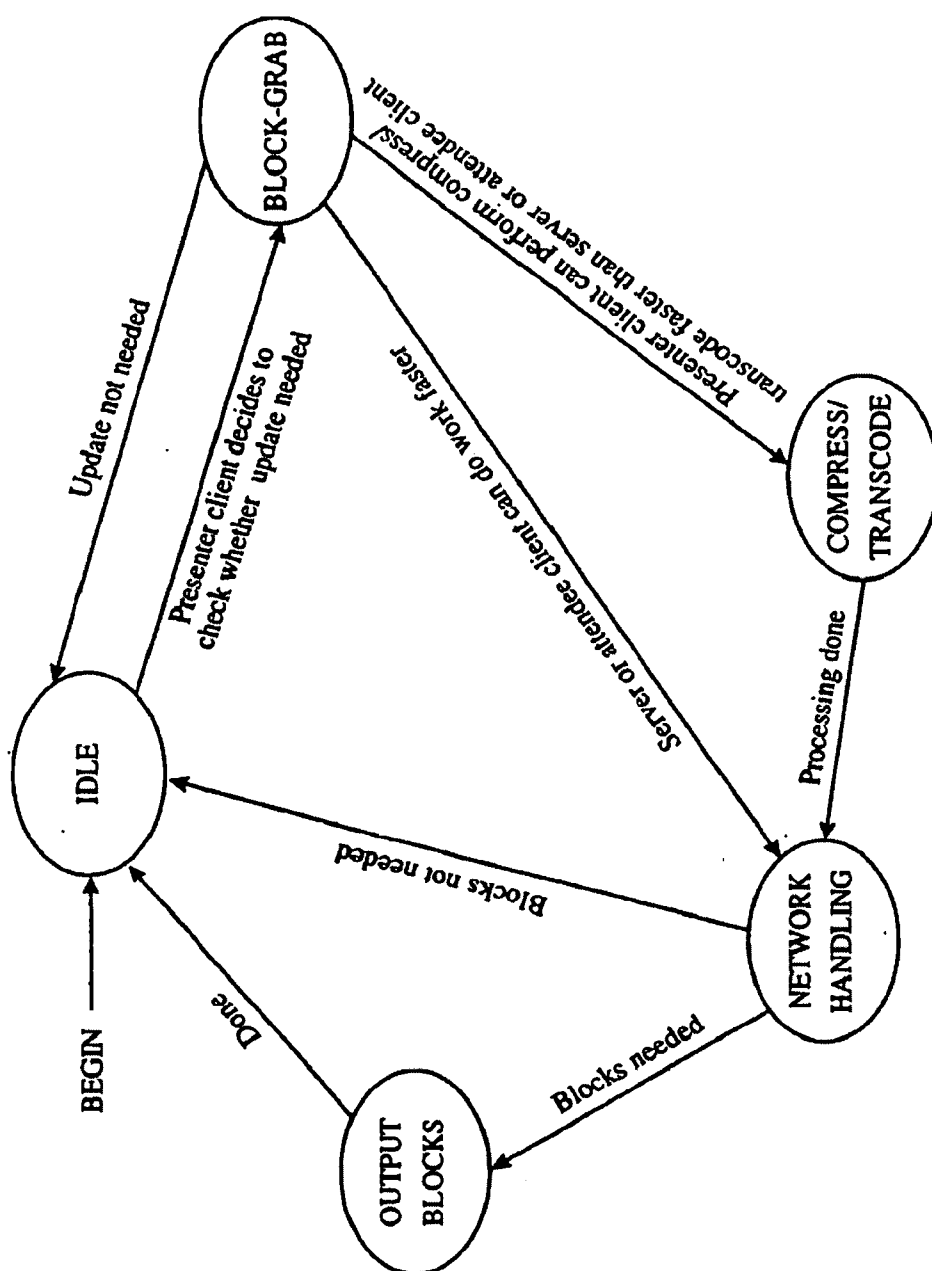 BEGIN
IDLE
Update not needed
Presenter client decides to
check whether update needed
BLOCK-GRAB
Done
Blocks not needed
Server or attendee client can do work faster
Presenter client can perform compress/
transcode faster than server or attendee client
OUTPUT
BLOCKS
Blocks needed
NETWORK
HANDLING
Processing done
COMPRESS/
TRANSCODE